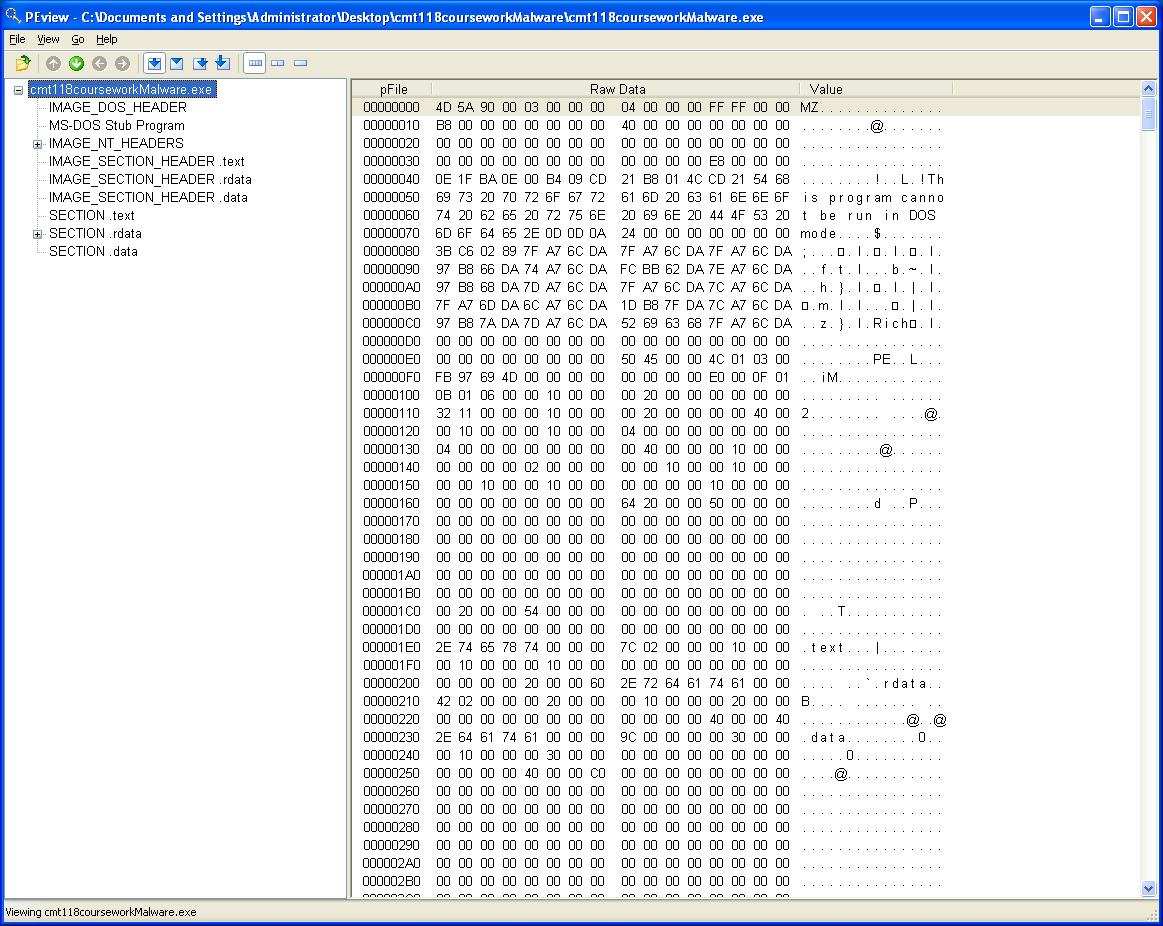 PEview - C:\Documents and Settings\Administrator\Desktop\cmt118courseworkMalware\cmt118courseworkMalware.exe
File View Go Help
cmt118courseworkMalware.exe
IMAGE_DOS_HEADER
MS-DOS Stub Program
IMAGE_NT_HEADERS
IMAGE_SECTION_HEADER .text
IMAGE_SECTION_HEADER .rdata
IMAGE_SECTION_HEADER .data
SECTION .text
SECTION .rdata
SECTION .data
pFile Raw Data Value
00000000 4D 5A 90 00 03 00 00 00 04 00 00 00 FF FF 00 00 MZ..............
00000010 B8 00 00 00 00 00 00 00 40 00 00 00 00 00 00 00 ........@.......
00000020 00 00 00 00 00 00 00 00 00 00 00 00 00 00 00 00 ................
00000030 00 00 00 00 00 00 00 00 00 00 00 00 E8 00 00 00 ................
00000040 0E 1F BA 0E 00 B4 09 CD 21 B8 01 4C CD 21 54 68 ........!..L.!Th
00000050 69 73 20 70 72 6F 67 72 61 6D 20 63 61 6E 6E 6F is program canno
00000060 74 20 62 65 20 72 75 6E 20 69 6E 20 44 4F 53 20 t be run in DOS
00000070 6D 6F 64 65 2E 0D 0D 0A 24 00 00 00 00 00 00 00 mode....$.......
00000080 3B C6 02 89 7F A7 6C DA 7F A7 6C DA 7F A7 6C DA ;...□.l.□.l.□.l.
00000090 97 B8 66 DA 74 A7 6C DA FC BB 62 DA 7E A7 6C DA ..f.t.l...b.~.l.
000000A0 97 B8 68 DA 7D A7 6C DA 7F A7 6C DA 7C A7 6C DA ..h.}.l.□.l.|.l.
000000B0 7F A7 6D DA 6C A7 6C DA 1D B8 7F DA 7C A7 6C DA □.m.l.l...□.|.l.
000000C0 97 B8 7A DA 7D A7 6C DA 52 69 63 68 7F A7 6C DA ..z.}.l.Rich□.l.
000000D0 00 00 00 00 00 00 00 00 00 00 00 00 00 00 00 00 ................
000000E0 00 00 00 00 00 00 00 00 50 45 00 00 4C 01 03 00 ........PE..L...
000000F0 FB 97 69 4D 00 00 00 00 00 00 00 00 E0 00 0F 01 ..iM............
00000100 0B 01 06 00 00 10 00 00 00 20 00 00 00 00 00 00 ......... ......
00000110 32 11 00 00 00 10 00 00 00 20 00 00 00 00 40 00 2........ ....@.
00000120 00 10 00 00 00 10 00 00 04 00 00 00 00 00 00 00 ................
00000130 04 00 00 00 00 00 00 00 00 40 00 00 00 10 00 00 .........@......
00000140 00 00 00 00 02 00 00 00 00 00 10 00 00 10 00 00 ................
00000150 00 00 10 00 00 10 00 00 00 00 00 00 10 00 00 00 ................
00000160 00 00 00 00 00 00 00 00 64 20 00 00 50 00 00 00 ........d ..P...
00000170 00 00 00 00 00 00 00 00 00 00 00 00 00 00 00 00 ................
00000180 00 00 00 00 00 00 00 00 00 00 00 00 00 00 00 00 ................
00000190 00 00 00 00 00 00 00 00 00 00 00 00 00 00 00 00 ................
000001A0 00 00 00 00 00 00 00 00 00 00 00 00 00 00 00 00 ................
000001B0 00 00 00 00 00 00 00 00 00 00 00 00 00 00 00 00 ................
000001C0 00 20 00 00 54 00 00 00 00 00 00 00 00 00 00 00 . ..T...........
000001D0 00 00 00 00 00 00 00 00 00 00 00 00 00 00 00 00 ................
000001E0 2E 74 65 78 74 00 00 00 7C 02 00 00 00 10 00 00 .text...|.......
000001F0 00 10 00 00 00 10 00 00 00 00 00 00 00 00 00 00 ................
00000200 00 00 00 00 20 00 00 60 2E 72 64 61 74 61 00 00 .... ..`.rdata..
00000210 42 02 00 00 00 20 00 00 00 10 00 00 00 20 00 00 B.... ....... ..
00000220 00 00 00 00 00 00 00 00 00 00 00 00 40 00 00 40 ............@..@
00000230 2E 64 61 74 61 00 00 00 9C 00 00 00 00 30 00 00 .data........0..
00000240 00 10 00 00 00 30 00 00 00 00 00 00 00 00 00 00 .....0..........
00000250 00 00 00 00 40 00 00 C0 00 00 00 00 00 00 00 00 ....@...........
00000260 00 00 00 00 00 00 00 00 00 00 00 00 00 00 00 00 ................
00000270 00 00 00 00 00 00 00 00 00 00 00 00 00 00 00 00 ................
00000280 00 00 00 00 00 00 00 00 00 00 00 00 00 00 00 00 ................
00000290 00 00 00 00 00 00 00 00 00 00 00 00 00 00 00 00 ................
000002A0 00 00 00 00 00 00 00 00 00 00 00 00 00 00 00 00 ................
000002B0 00 00 00 00 00 00 00 00 00 00 00 00 00 00 00 00 ................
Viewing cmt118courseworkMalware.exe